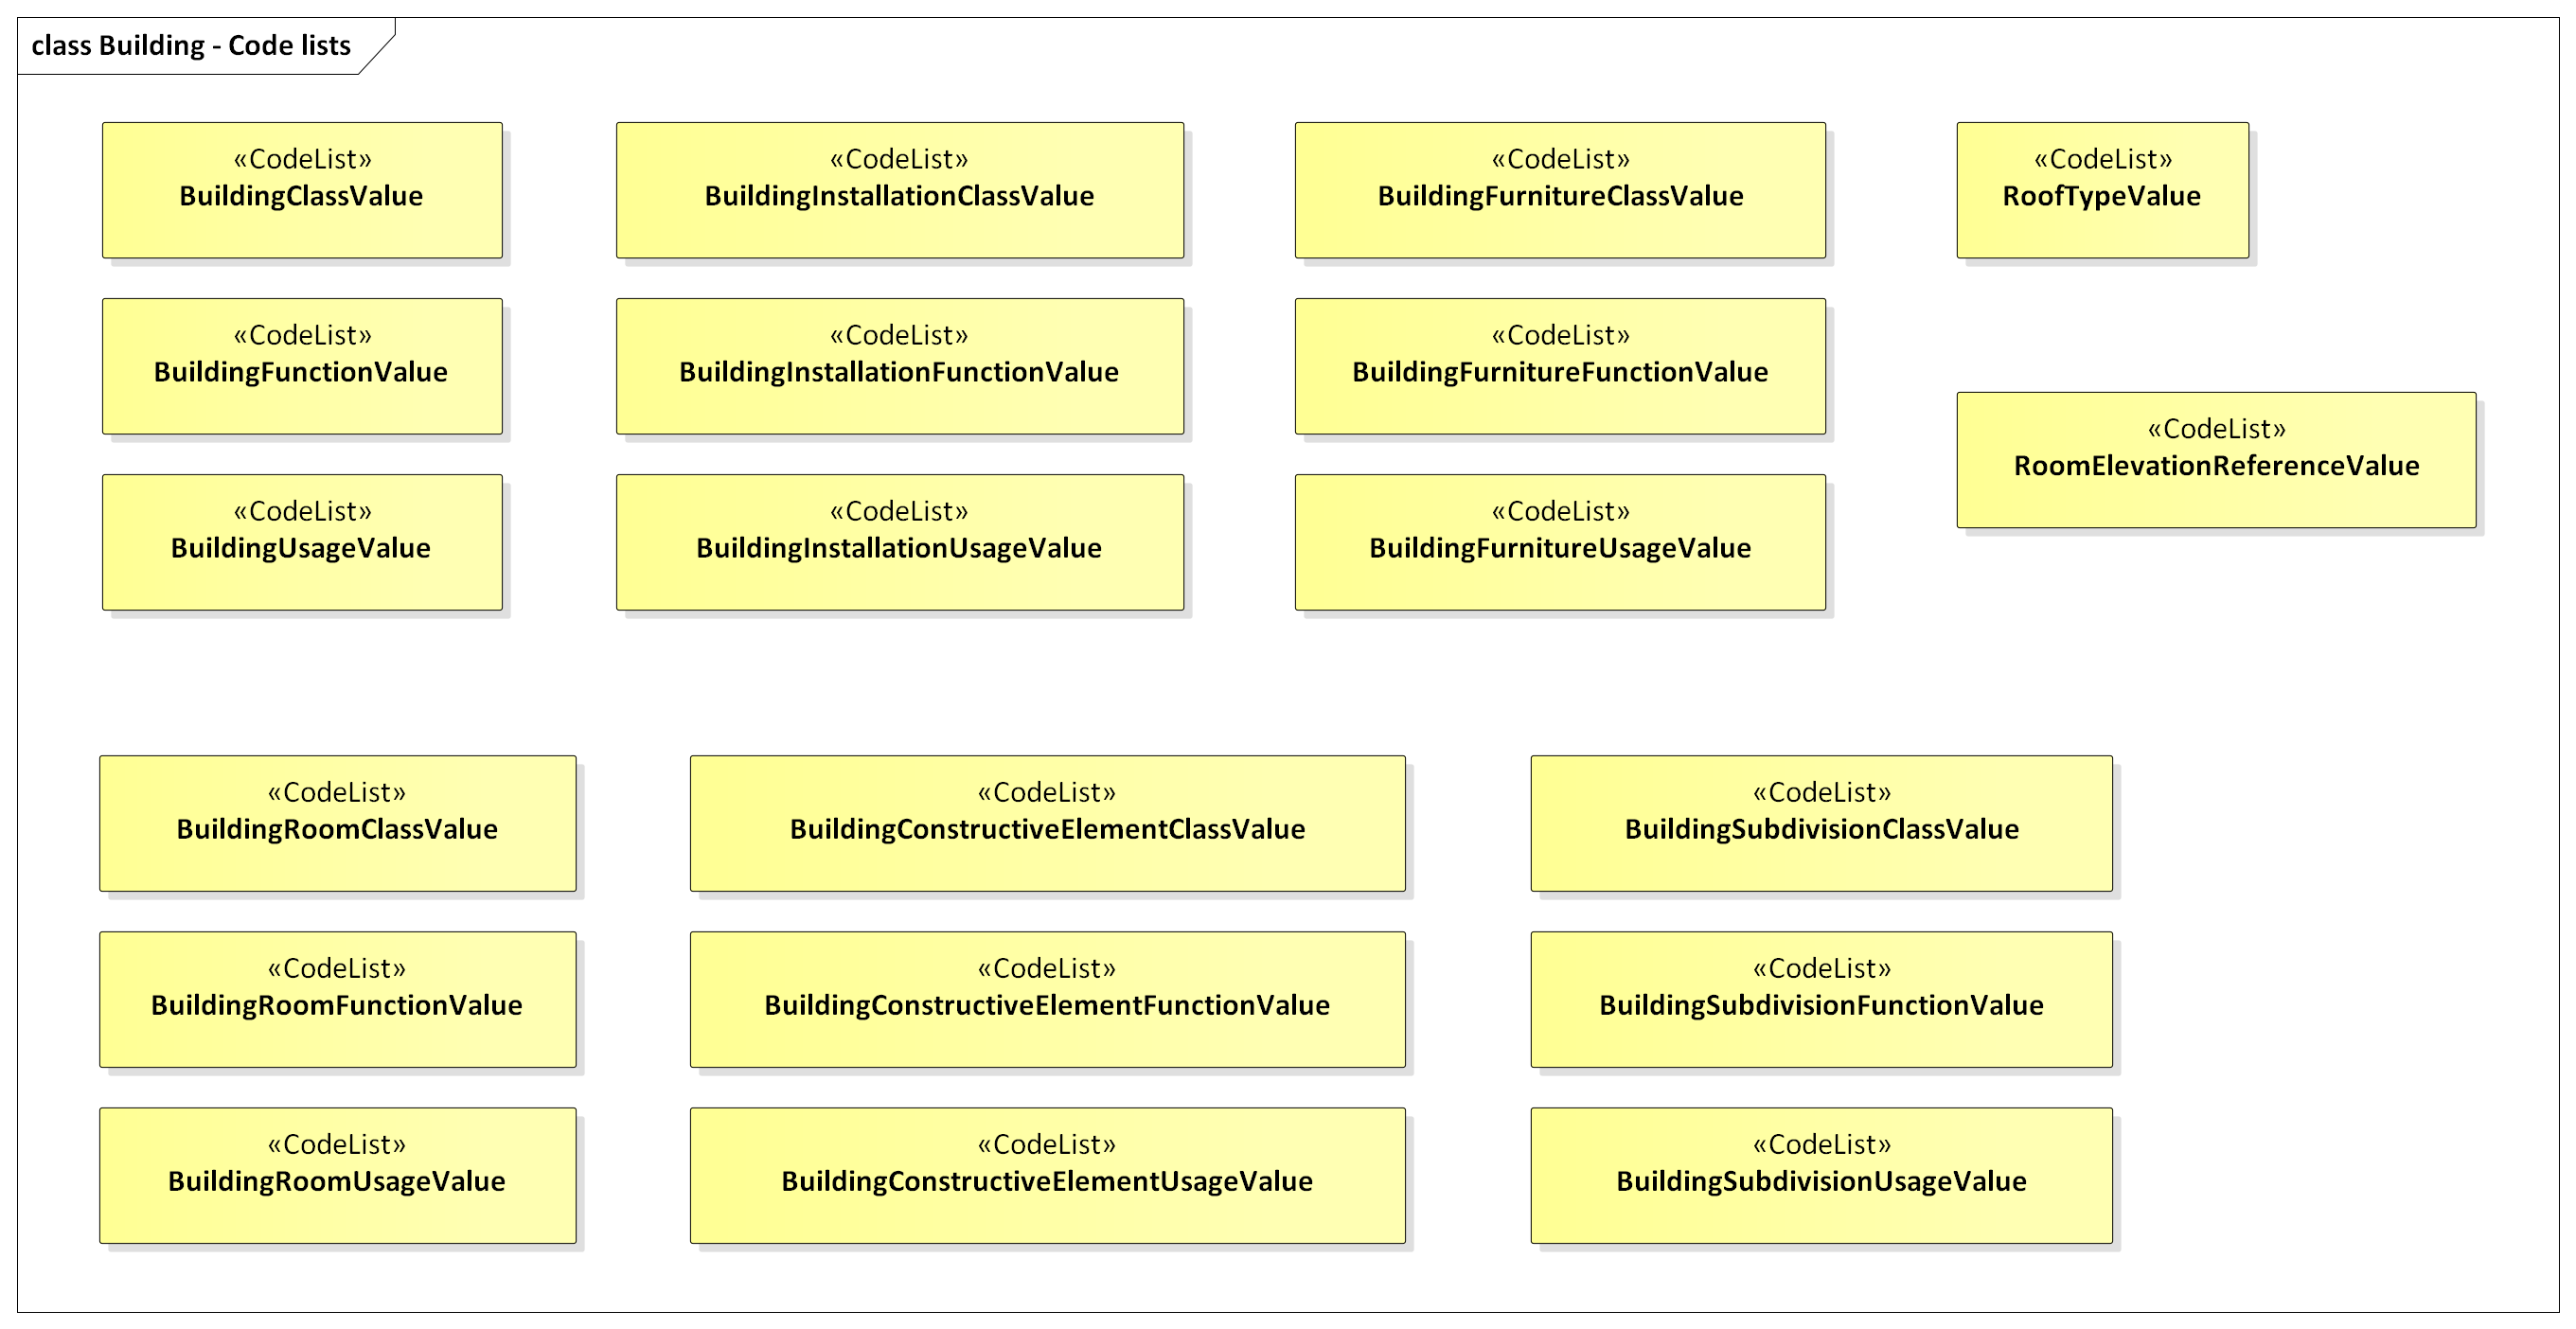 class Building - Code lists
«CodeList»
BuildingClassValue
«CodeList»
BuildingInstallationClassValue
«CodeList»
BuildingFurnitureClassValue
«CodeList»
RoofTypeValue
«CodeList»
BuildingFunctionValue
«CodeList»
BuildingInstallationFunctionValue
«CodeList»
BuildingFurnitureFunctionValue
«CodeList»
RoomElevationReferenceValue
«CodeList»
BuildingUsageValue
«CodeList»
BuildingInstallationUsageValue
«CodeList»
BuildingFurnitureUsageValue
«CodeList»
BuildingRoomClassValue
«CodeList»
BuildingConstructiveElementClassValue
«CodeList»
BuildingSubdivisionClassValue
«CodeList»
BuildingRoomFunctionValue
«CodeList»
BuildingConstructiveElementFunctionValue
«CodeList»
BuildingSubdivisionFunctionValue
«CodeList»
BuildingRoomUsageValue
«CodeList»
BuildingConstructiveElementUsageValue
«CodeList»
BuildingSubdivisionUsageValue